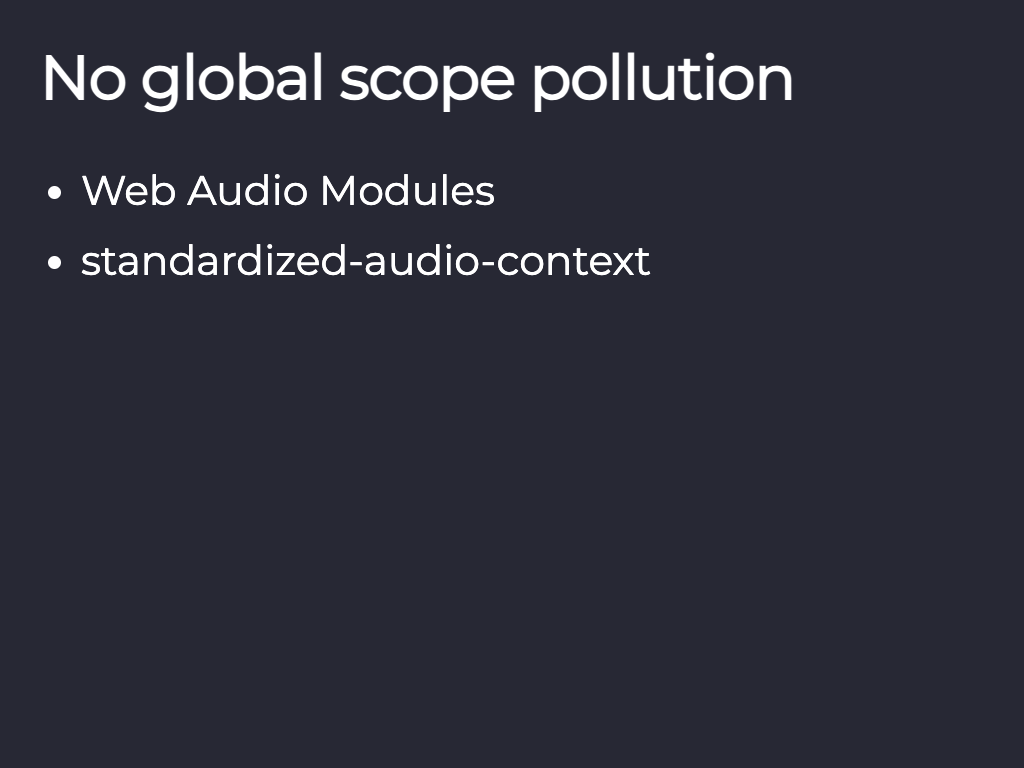 No global scope pollution
• Web Audio Modules
• standardized-audio-context